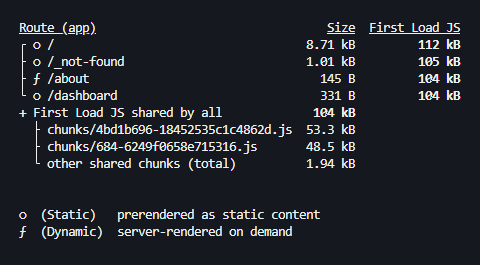 Route (app) Size First Load JS
┌ ○ / 8.71 kB 112 kB
├ ○ /_not-found 1.01 kB 105 kB
├ ƒ /about 145 B 104 kB
└ ○ /dashboard 331 B 104 kB
+ First Load JS shared by all 104 kB
├ chunks/4bd1b696-18452535c1c4862d.js 53.3 kB
├ chunks/684-6249f0658e715316.js 48.5 kB
└ other shared chunks (total) 1.94 kB
○ (Static) prerendered as static content
ƒ (Dynamic) server-rendered on demand